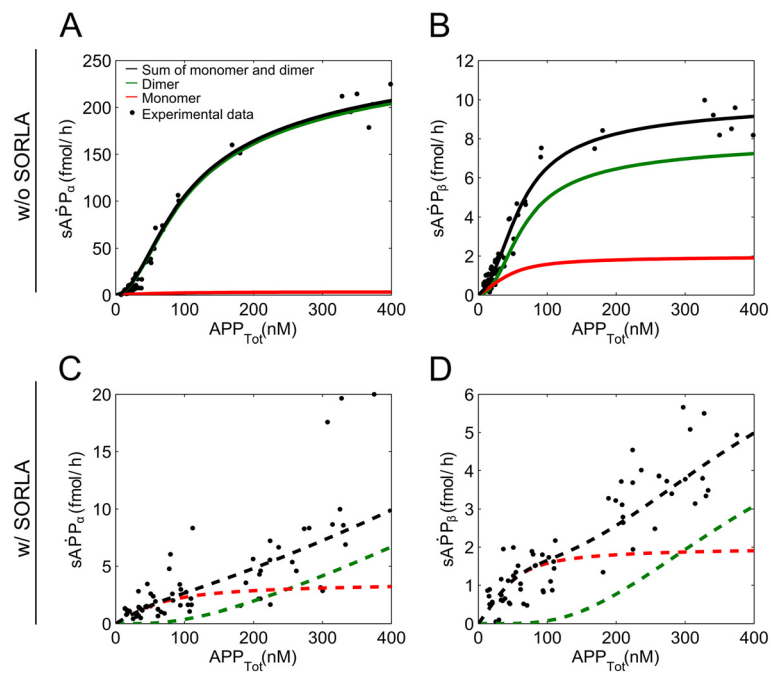 A
B
w/o SORLA
250
200
150
100
50
0
sAṖPα (fmol/ h)
Sum of monomer and dimer
Dimer
Monomer
Experimental data
0 100 200 300 400
APPTot(nM)
12
10
8
6
4
2
0
sAṖPβ (fmol/ h)
0 100 200 300 400
APPTot(nM)
C
D
w/ SORLA
20
15
10
5
0
sAṖPα (fmol/ h)
0 100 200 300 400
APPTot(nM)
6
5
4
3
2
1
0
sAṖPβ (fmol/ h)
0 100 200 300 400
APPTot(nM)